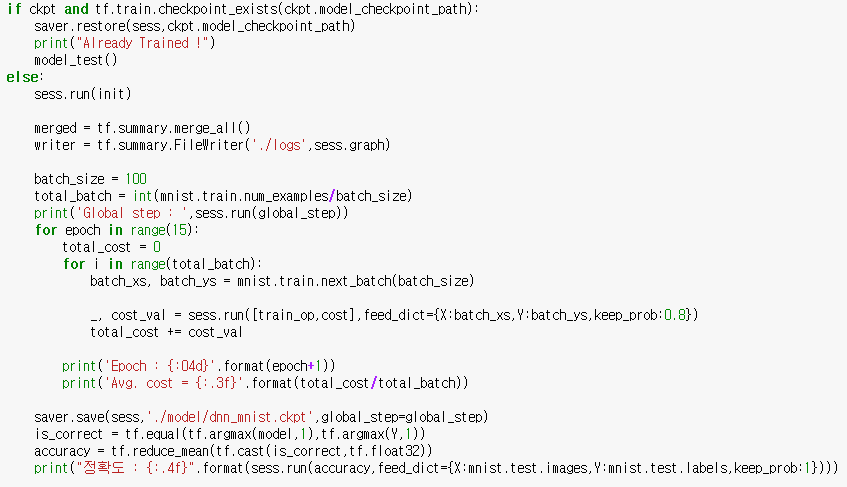 if ckpt and tf.train.checkpoint_exists(ckpt.model_checkpoint_path):
    saver.restore(sess,ckpt.model_checkpoint_path)
    print("Already Trained !")
    model_test()
else:
    sess.run(init)

    merged = tf.summary.merge_all()
    writer = tf.summary.FileWriter('./logs',sess.graph)

    batch_size = 100
    total_batch = int(mnist.train.num_examples/batch_size)
    print('Global step : ',sess.run(global_step))
    for epoch in range(15):
        total_cost = 0
        for i in range(total_batch):
            batch_xs, batch_ys = mnist.train.next_batch(batch_size)

            _, cost_val = sess.run([train_op,cost],feed_dict={X:batch_xs,Y:batch_ys,keep_prob:0.8})
            total_cost += cost_val

        print('Epoch : {:04d}'.format(epoch+1))
        print('Avg. cost = {:.3f}'.format(total_cost/total_batch))

    saver.save(sess,'./model/dnn_mnist.ckpt',global_step=global_step)
    is_correct = tf.equal(tf.argmax(model,1),tf.argmax(Y,1))
    accuracy = tf.reduce_mean(tf.cast(is_correct,tf.float32))
    print("정확도 : {:.4f}".format(sess.run(accuracy,feed_dict={X:mnist.test.images,Y:mnist.test.labels,keep_prob:1})))